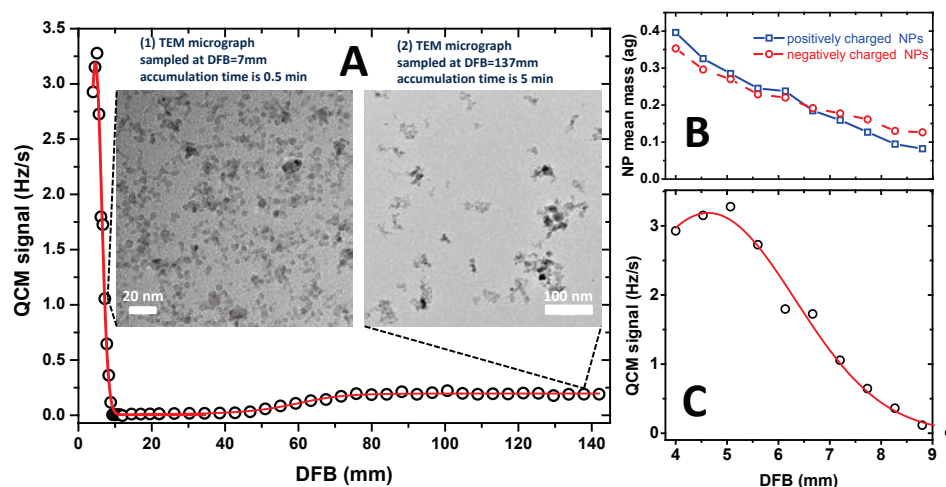 (1) TEM micrograph
sampled at DFB=7mm
accumulation time is 0.5 min
A
(2) TEM micrograph
sampled at DFB=137mm
accumulation time is 5 min
20 nm
100 nm
QCM signal (Hz/s)
3.5
3.0
2.5
2.0
1.5
1.0
0.5
0.0
0 20 40 60 80 100 120 140
DFB (mm)
NP mean mass (ag)
0.4
0.3
0.2
0.1
0.0
positively charged NPs
negatively charged NPs
B
QCM signal (Hz/s)
3
2
1
0
C
4 5 6 7 8 9
DFB (mm)